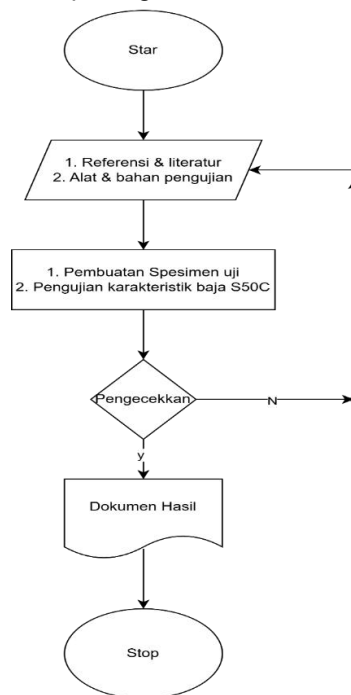 Star
1. Referensi & literatur
2. Alat & bahan pengujian
1. Pembuatan Spesimen uji
2. Pengujian karakteristik baja S50C
Pengecekkan
N
y
Dokumen Hasil
Stop